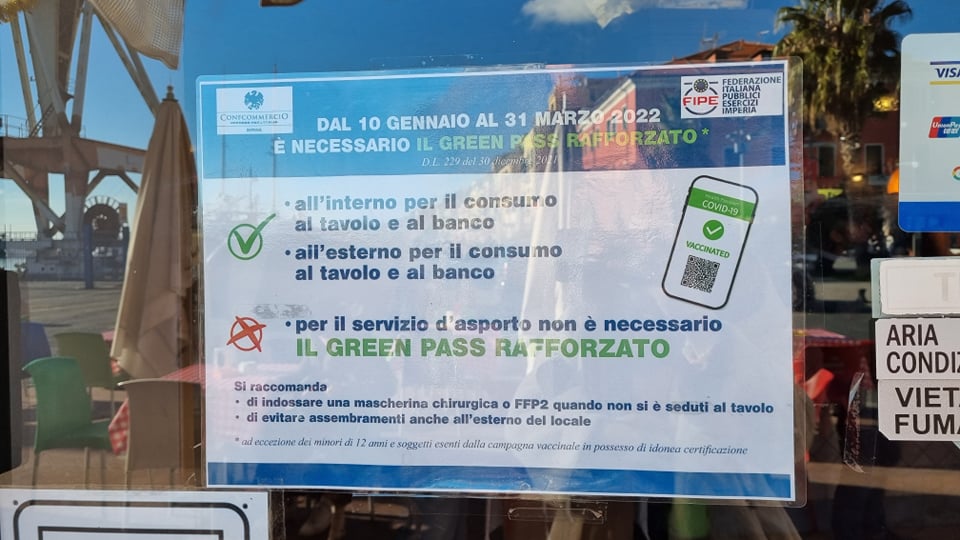 CONFCOMMERCIO
FIPE
FEDERAZIONE
ITALIANA
PUBBLICI
ESERCIZI
IMPERIA
DAL 10 GENNAIO AL 31 MARZO 2022
È NECESSARIO IL GREEN PASS RAFFORZATO *
D.L. 229 del 30 dicembre 2021
• all'interno per il consumo
al tavolo e al banco
• all'esterno per il consumo
al tavolo e al banco
COVID-19
VACCINATED
• per il servizio d'asporto non è necessario
IL GREEN PASS RAFFORZATO
Si raccomanda
• di indossare una mascherina chirurgica o FFP2 quando non si è seduti al tavolo
• di evitare assembramenti anche all'esterno del locale
* ad eccezione dei minori di 12 anni e soggetti esenti dalla campagna vaccinale in possesso di idonea certificazione
VISA
UnionPay
ARIA
CONDIZ
VIET
FUMA